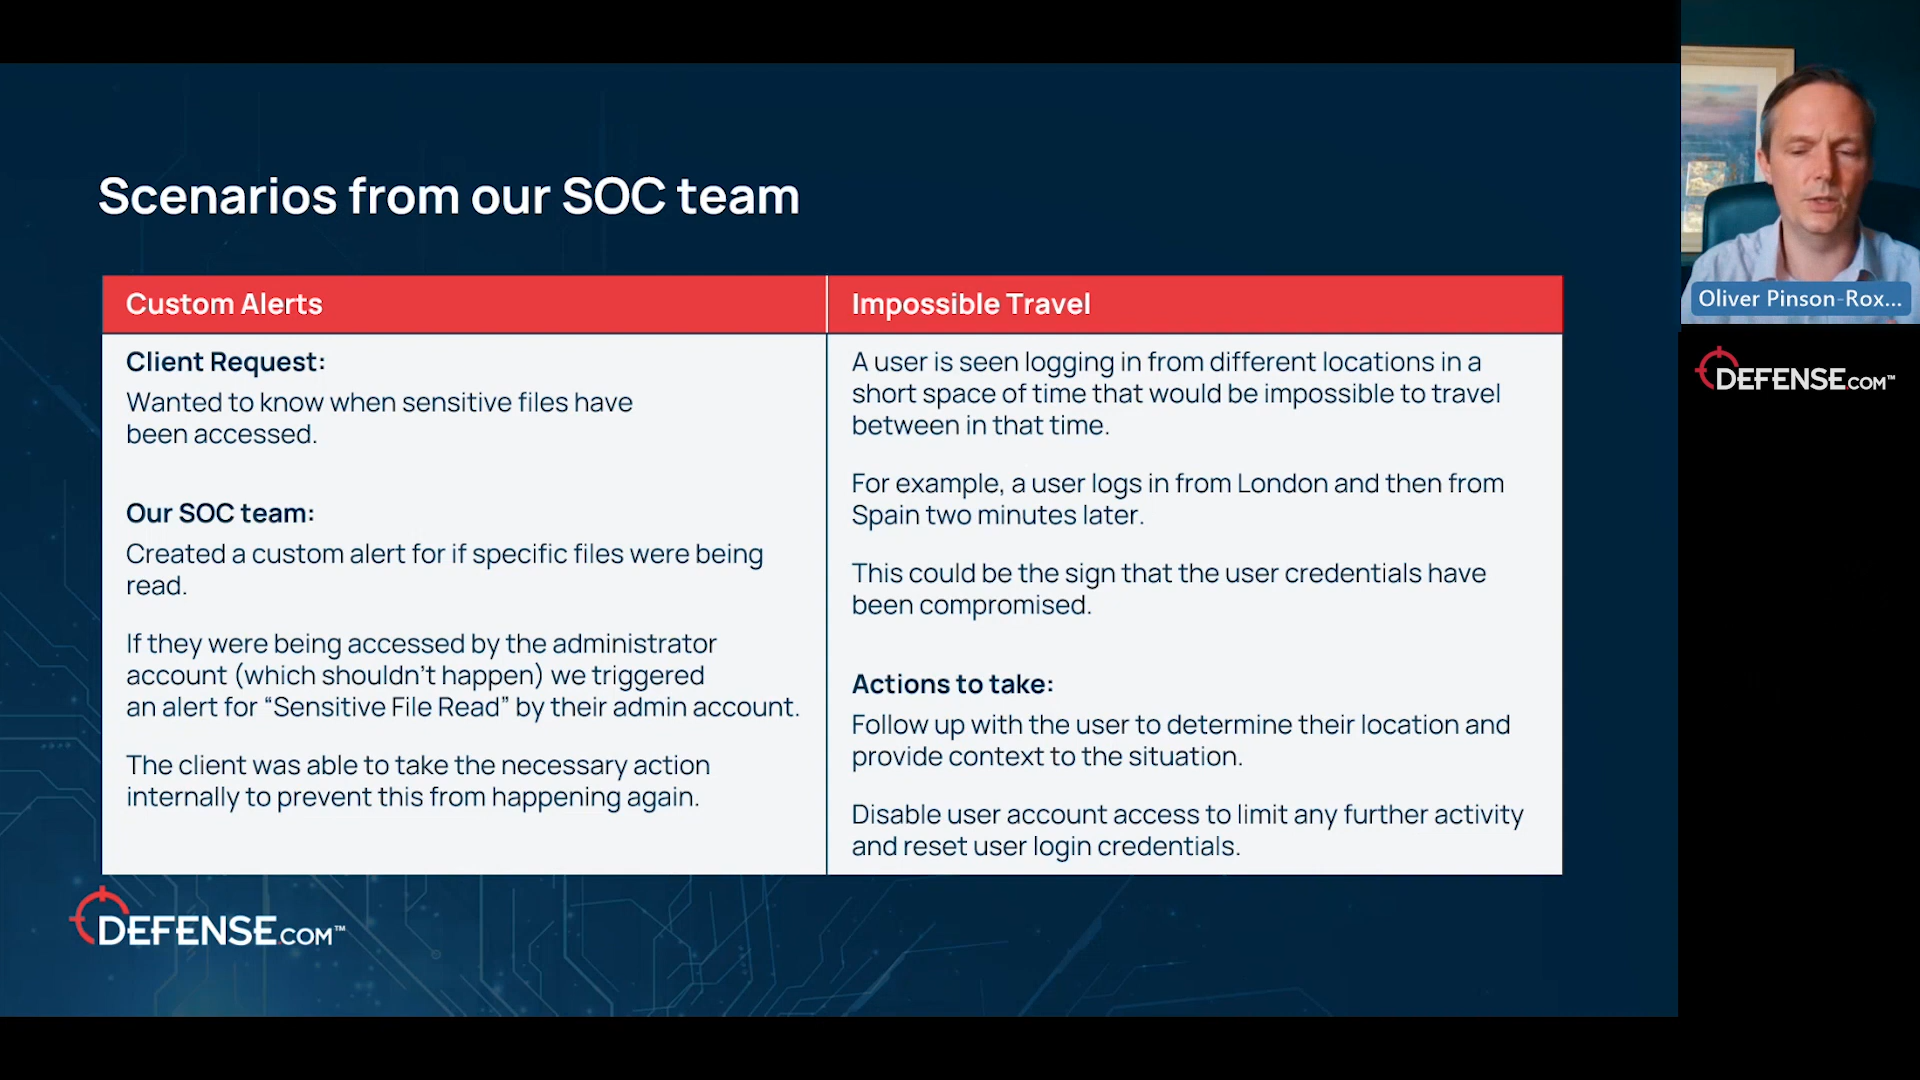 Scenarios from our SOC team
Custom Alerts
Client Request:
Wanted to know when sensitive files have
been accessed.
Our SOC team:
Created a custom alert for if specific files were being
read.
If they were being accessed by the administrator
account (which shouldn't happen) we triggered
an alert for “Sensitive File Read” by their admin account.
The client was able to take the necessary action
internally to prevent this from happening again.
Impossible Travel
A user is seen logging in from different locations in a
short space of time that would be impossible to travel
between in that time.
For example, a user logs in from London and then from
Spain two minutes later.
This could be the sign that the user credentials have
been compromised.
Actions to take:
Follow up with the user to determine their location and
provide context to the situation.
Disable user account access to limit any further activity
and reset user login credentials.
DEFENSE.COM™
Oliver Pinson-Rox...
DEFENSE.COM™